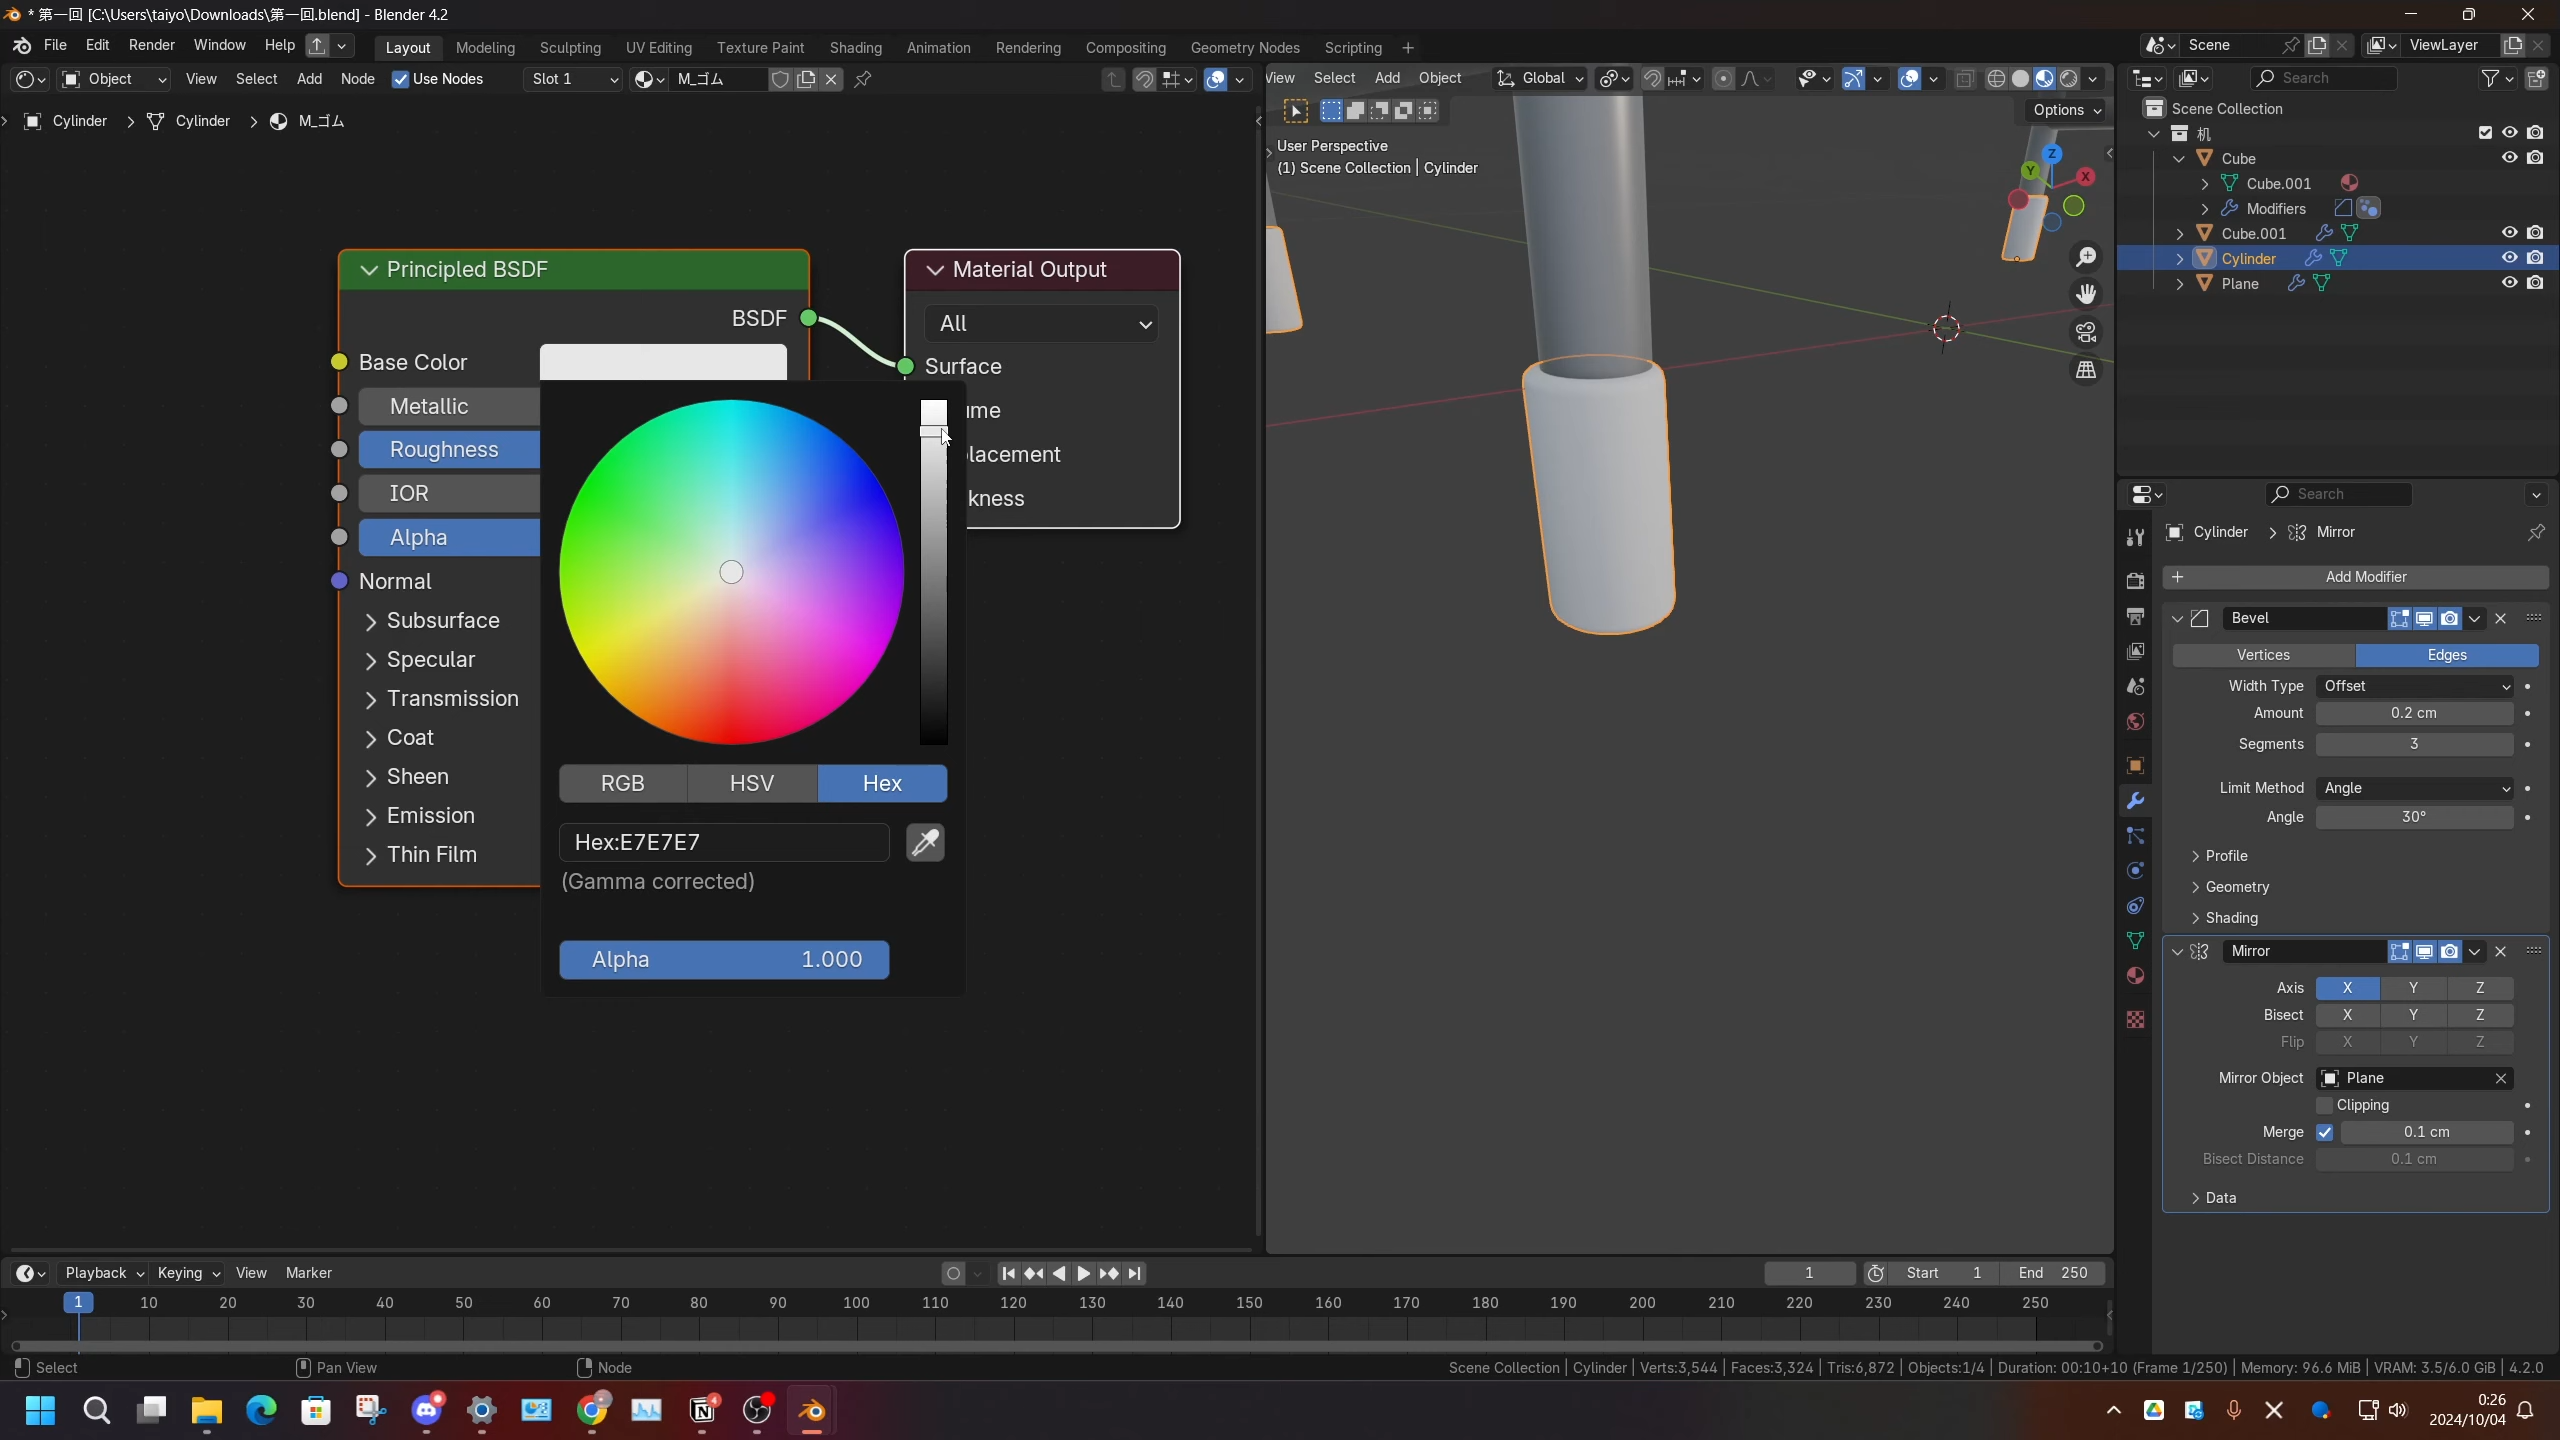 * 第一回 [C:\Users\taiyo\Downloads\第一回.blend] - Blender 4.2
File Edit Render Window Help
Layout Modeling Sculpting UV Editing Texture Paint Shading Animation Rendering Compositing Geometry Nodes Scripting +
Scene
ViewLayer
Object View Select Add Node Use Nodes Slot 1 M_ゴム
View Select Add Object Global
Search
Options
Cylinder > Cylinder > M_ゴム
User Perspective
(1) Scene Collection | Cylinder
Z
Y
X
Scene Collection
机
Cube
Cube.001
Modifiers
Cube.001
Cylinder
Plane
Principled BSDF
BSDF
Base Color
Metallic
Roughness
IOR
Alpha
Normal
Subsurface
Specular
Transmission
Coat
Sheen
Emission
Thin Film
Material Output
All
Surface
ume
lacement
kness
RGB HSV Hex
Hex:E7E7E7
(Gamma corrected)
Alpha 1.000
Search
Cylinder > Mirror
+ Add Modifier
Bevel
Vertices Edges
Width Type Offset
Amount 0.2 cm
Segments 3
Limit Method Angle
Angle 30°
Profile
Geometry
Shading
Mirror
Axis X Y Z
Bisect X Y Z
Flip X Y Z
Mirror Object Plane
Clipping
Merge 0.1 cm
Bisect Distance 0.1 cm
Data
Playback Keying View Marker
1 Start 1 End 250
1 10 20 30 40 50 60 70 80 90 100 110 120 130 140 150 160 170 180 190 200 210 220 230 240 250
Select Pan View Node
Scene Collection | Cylinder | Verts:3,544 | Faces:3,324 | Tris:6,872 | Objects:1/4 | Duration: 00:10+10 (Frame 1/250) | Memory: 96.6 MiB | VRAM: 3.5/6.0 GiB | 4.2.0
4
0:26
2024/10/04